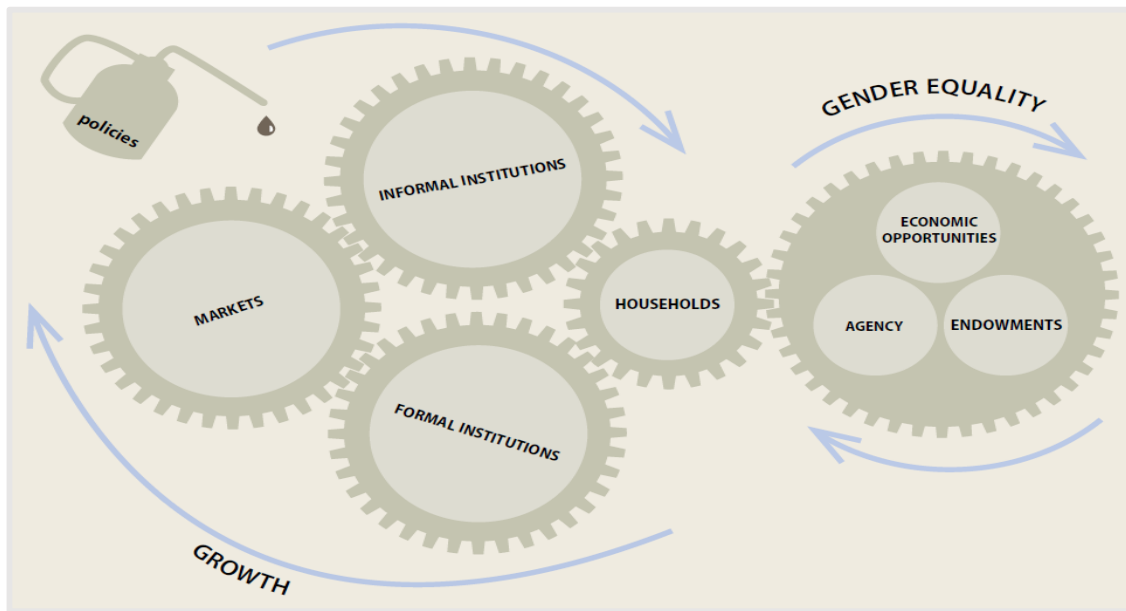 policies
INFORMAL INSTITUTIONS
GENDER EQUALITY
MARKETS
HOUSEHOLDS
ECONOMIC
OPPORTUNITIES
AGENCY
ENDOWMENTS
FORMAL INSTITUTIONS
GROWTH